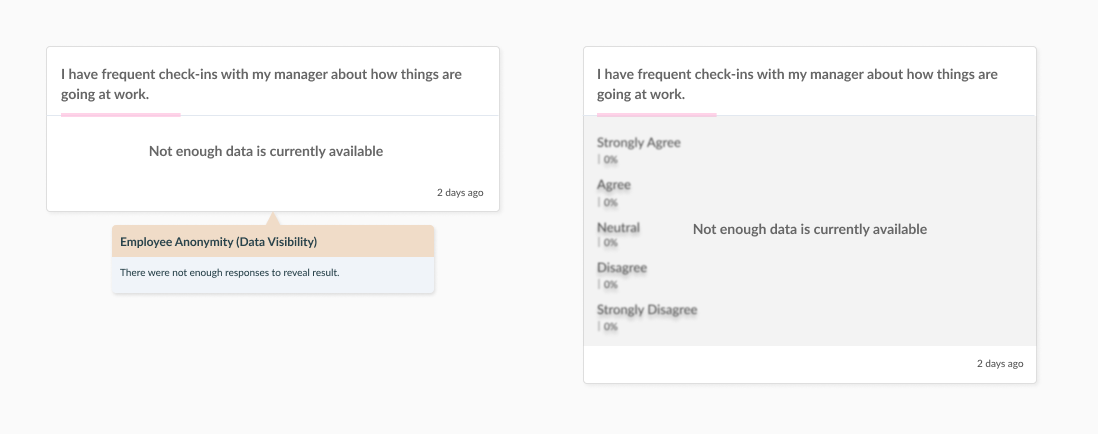 I have frequent check-ins with my manager about how things are
going at work.
Not enough data is currently available
2 days ago
Employee Anonymity (Data Visibility)
There were not enough responses to reveal result.
I have frequent check-ins with my manager about how things are
going at work.
Strongly Agree
0%
Agree
0%
Neutral
0%
Not enough data is currently available
Disagree
0%
Strongly Disagree
0%
2 days ago